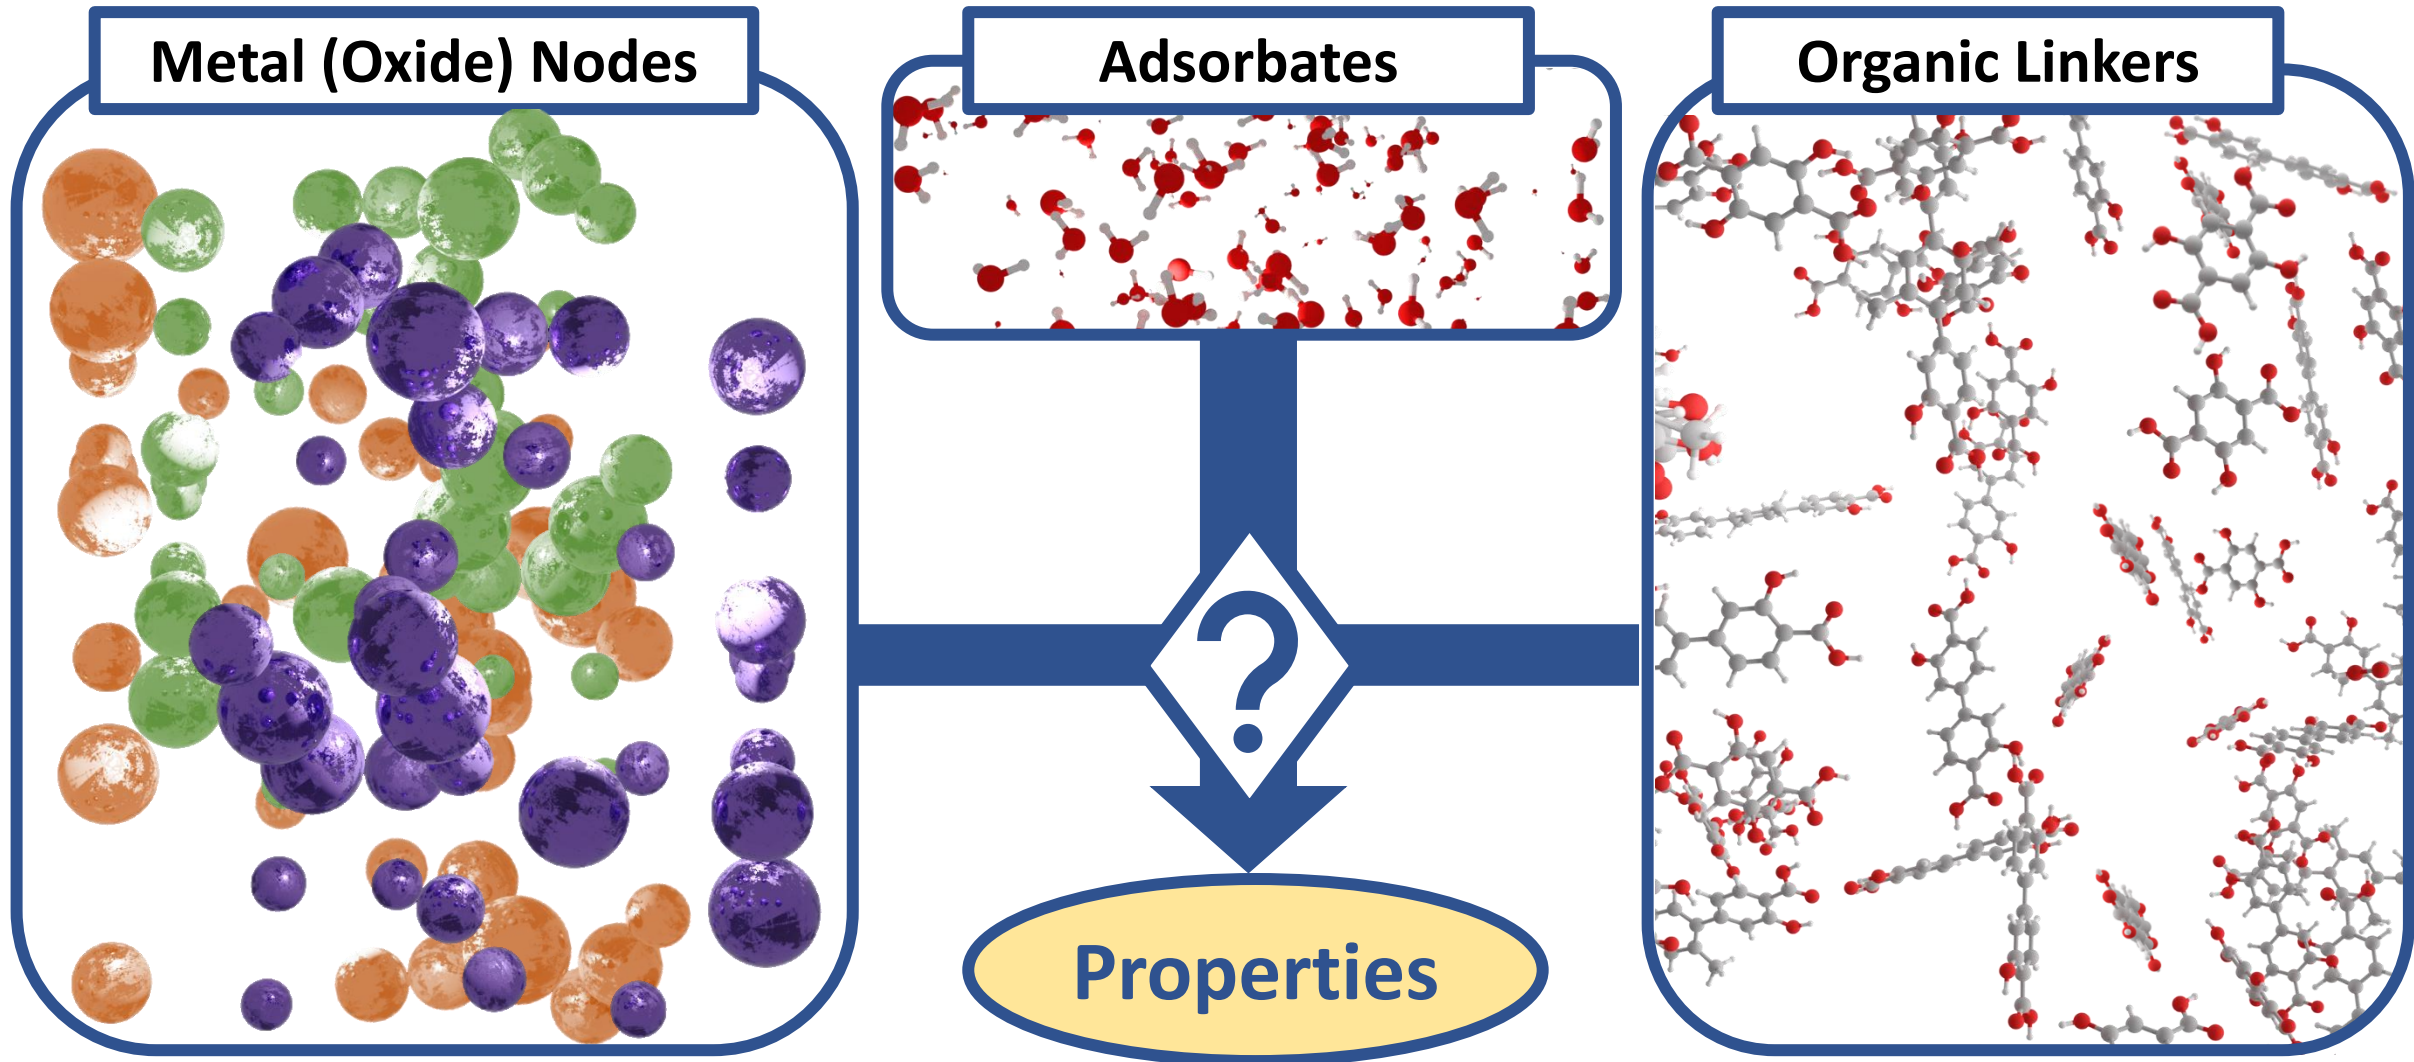 Metal (Oxide) Nodes
Adsorbates
Organic Linkers
?
Properties